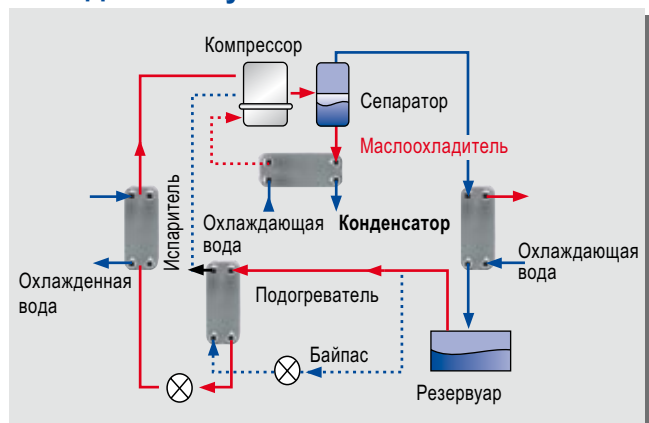 Компрессор
Сепаратор
Маслоохладитель
Испаритель
Охлаждающая
вода
Конденсатор
Охлаждающая
вода
Охлажденная
вода
Подогреватель
Байпас
Резервуар